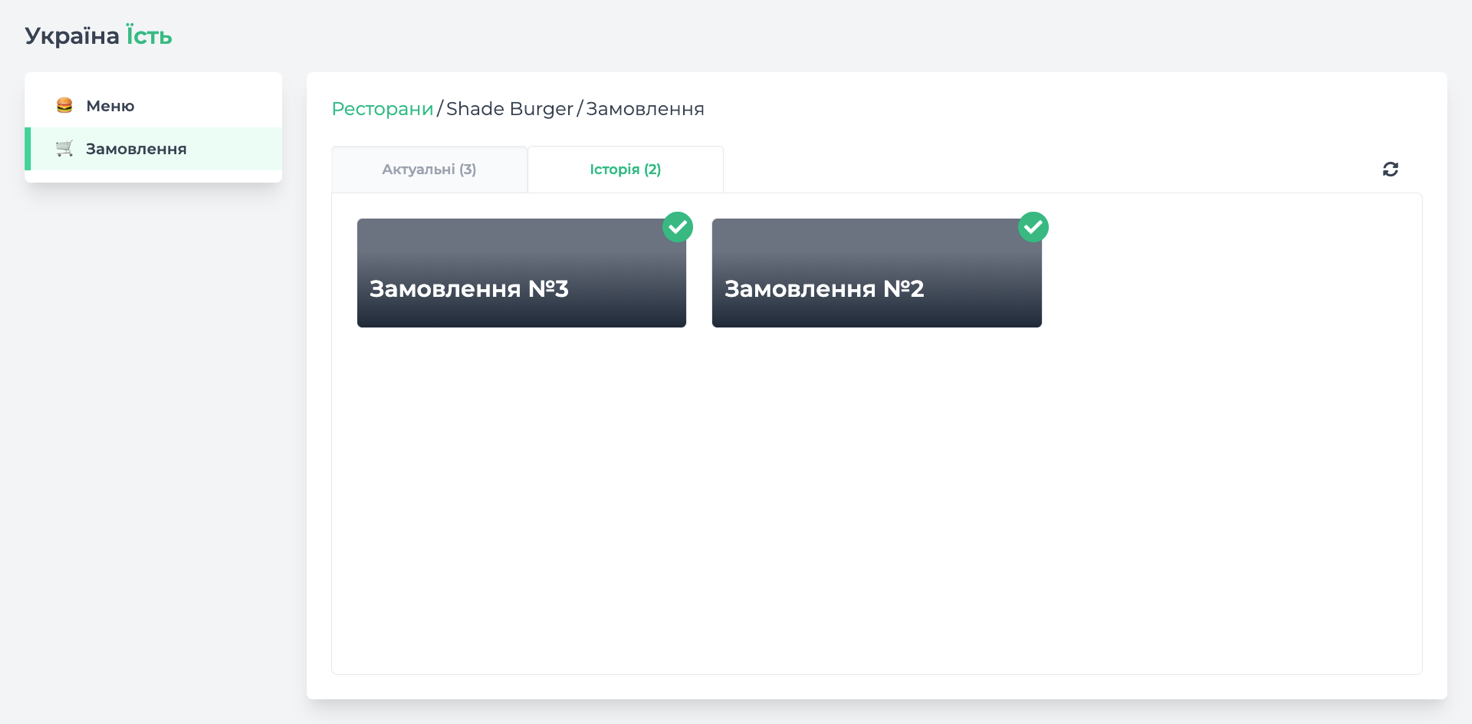 Україна Їсть
Меню
Замовлення
Ресторани / Shade Burger / Замовлення
Актуальні (3)
Історія (2)
Замовлення №3
Замовлення №2